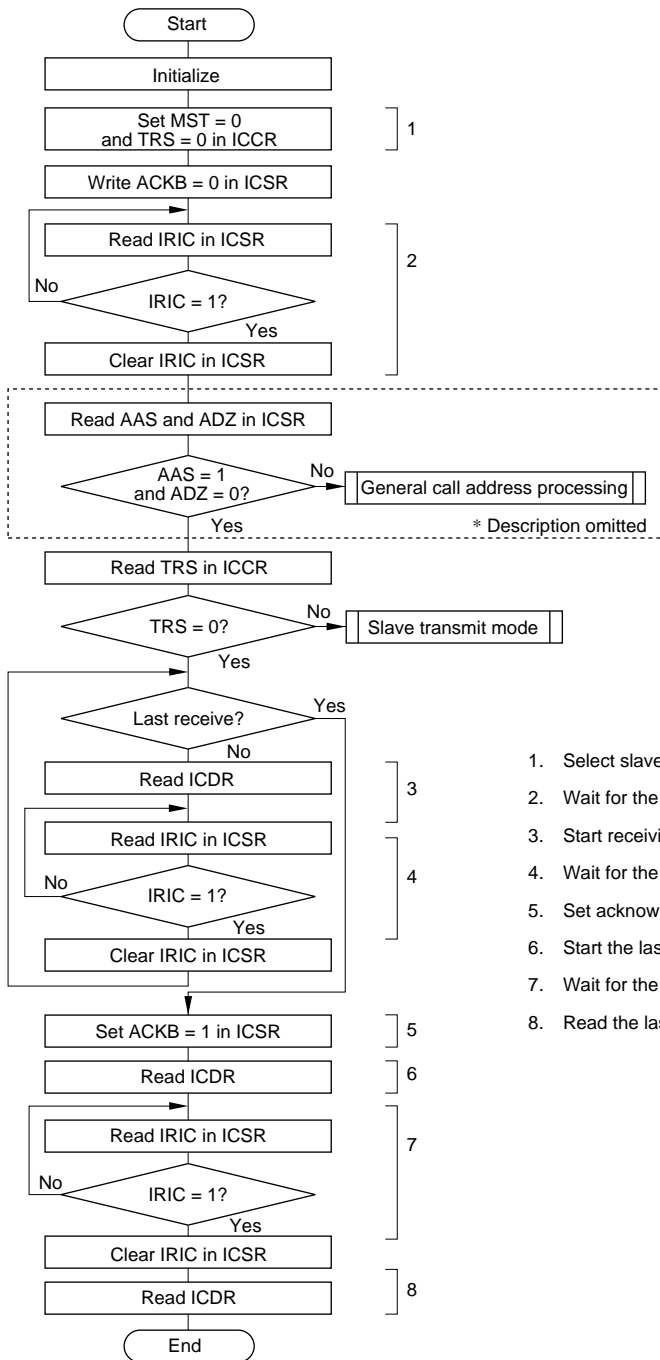 Start
Initialize
Set MST = 0
and TRS = 0 in ICCR
1
Write ACKB = 0 in ICSR
Read IRIC in ICSR
2
No
IRIC = 1?
Yes
Clear IRIC in ICSR
Read AAS and ADZ in ICSR
AAS = 1
and ADZ = 0?
No
General call address processing
Yes
* Description omitted
Read TRS in ICCR
TRS = 0?
No
Slave transmit mode
Yes
Last receive?
Yes
No
Read ICDR
3
Read IRIC in ICSR
4
No
IRIC = 1?
Yes
Clear IRIC in ICSR
Set ACKB = 1 in ICSR
5
Read ICDR
6
Read IRIC in ICSR
7
No
IRIC = 1?
Yes
Clear IRIC in ICSR
Read ICDR
8
End
1. Select slave
2. Wait for the
3. Start
4. Wait for the
5. Set
6. Start the
7. Wait for the
8. Read the